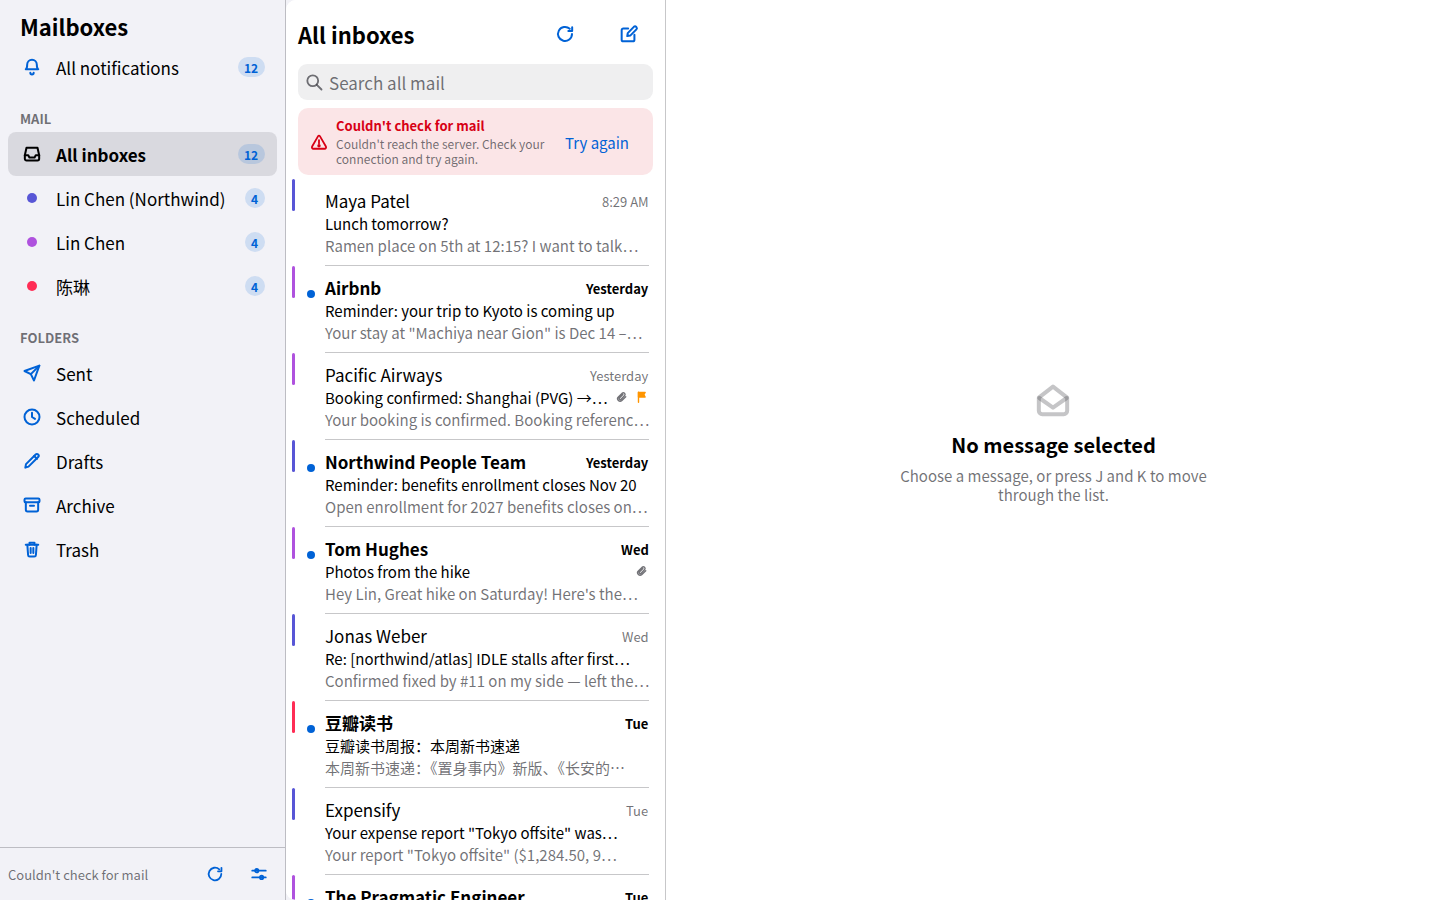 Mailboxes
All notifications 12
MAIL
All inboxes 12
Lin Chen (Northwind) 4
Lin Chen 4
陈琳 4
FOLDERS
Sent
Scheduled
Drafts
Archive
Trash
Couldn't check for mail
All inboxes
Search all mail
Couldn't check for mail
Couldn't reach the server. Check your
connection and try again.
Try again
Maya Patel 8:29 AM
Lunch tomorrow?
Ramen place on 5th at 12:15? I want to talk…
Airbnb Yesterday
Reminder: your trip to Kyoto is coming up
Your stay at "Machiya near Gion" is Dec 14 –…
Pacific Airways Yesterday
Booking confirmed: Shanghai (PVG) →…
Your booking is confirmed. Booking referenc…
Northwind People Team Yesterday
Reminder: benefits enrollment closes Nov 20
Open enrollment for 2027 benefits closes on…
Tom Hughes Wed
Photos from the hike
Hey Lin, Great hike on Saturday! Here's the…
Jonas Weber Wed
Re: [northwind/atlas] IDLE stalls after first…
Confirmed fixed by #11 on my side — left the…
豆瓣读书 Tue
豆瓣读书周报：本周新书速递
本周新书速递：《置身事内》新版、《长安的…
Expensify Tue
Your expense report "Tokyo offsite" was…
Your report "Tokyo offsite" ($1,284.50, 9…
The Pragmatic Engineer Tue
No message selected
Choose a message, or press J and K to move
through the list.